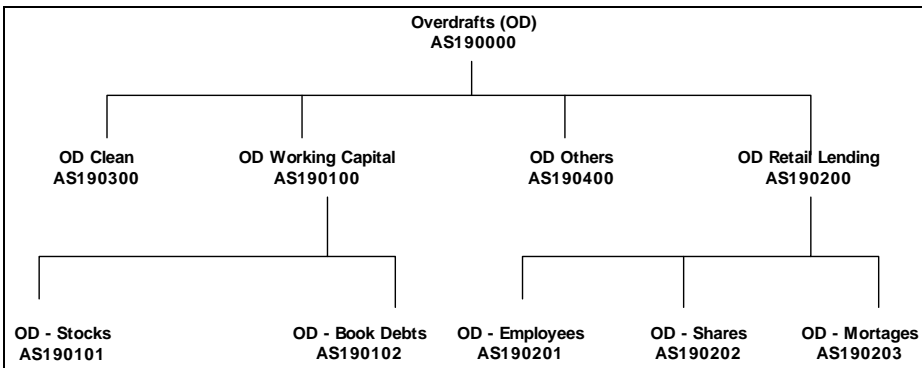 Overdrafts (OD)
AS190000
OD Clean
AS190300
OD Working Capital
AS190100
OD Others
AS190400
OD Retail Lending
AS190200
OD - Stocks
AS190101
OD - Book Debts
AS190102
OD - Employees
AS190201
OD - Shares
AS190202
OD - Mortages
AS190203